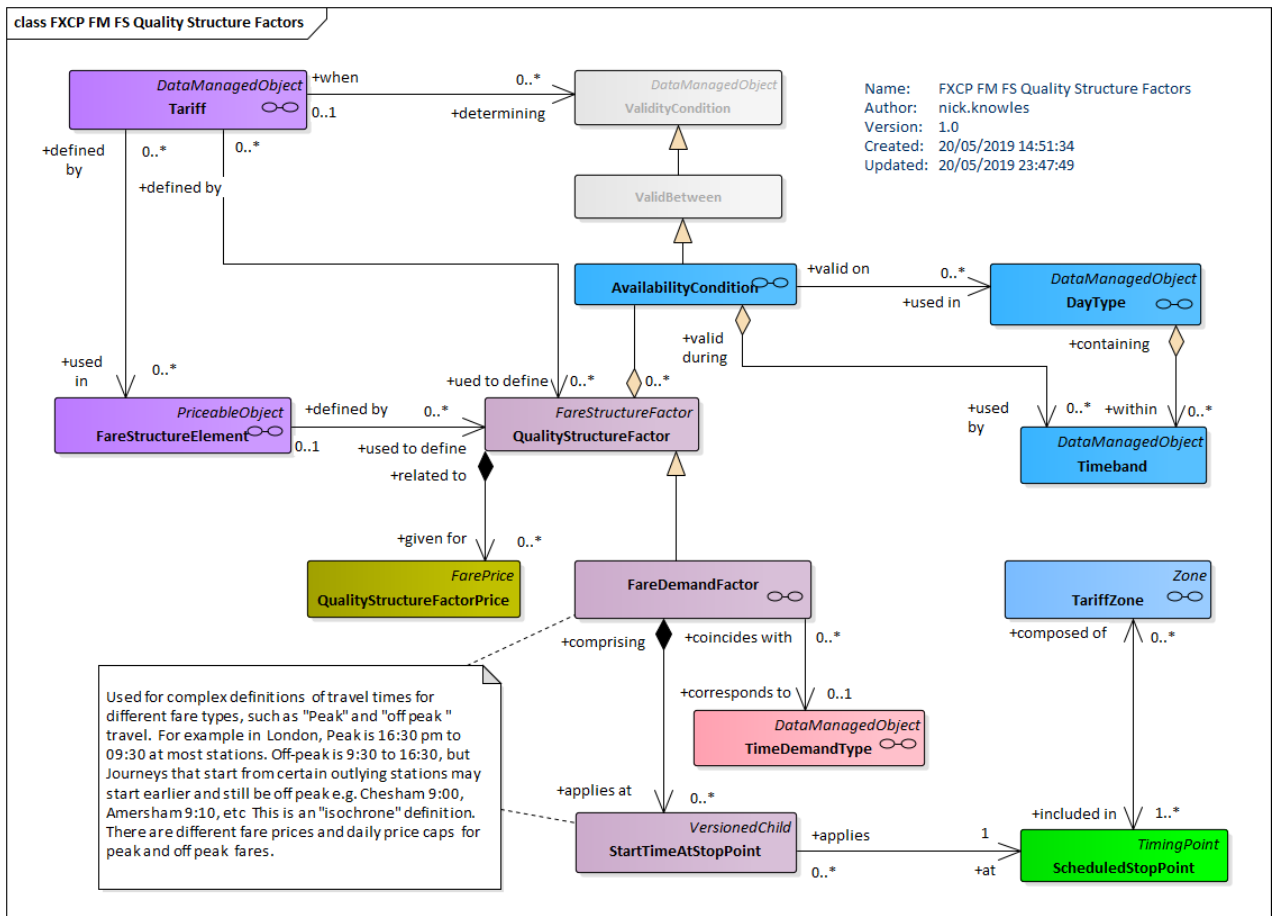 class FXCP FM FS Quality Structure Factors
Name: FXCP FM FS Quality Structure Factors
Author: nick.knowles
Version: 1.0
Created: 20/05/2019 14:51:34
Updated: 20/05/2019 23:47:49
DataManagedObject
Tariff
+when
0..*
0..1
+determining
DataManagedObject
ValidityCondition
+defined
by
0..*
0..*
+defined by
ValidBetween
AvailabilityCondition
+valid on
0..*
+used in
DataManagedObject
DayType
+valid
during
+containing
+used
in
0..*
+ued to define
0..*
0..*
+used
by
0..*
+within
0..*
PriceableObject
FareStructureElement
+defined by
0..*
0..1
+used to define
FareStructureFactor
QualityStructureFactor
DataManagedObject
Timeband
+related to
+given for
0..*
FarePrice
QualityStructureFactorPrice
FareDemandFactor
Zone
TariffZone
+comprising
+coincides with
0..*
+composed of
0..*
+corresponds to
0..1
DataManagedObject
TimeDemandType
Used for complex definitions of travel times for
different fare types, such as "Peak" and "off peak "
travel. For example in London, Peak is 16:30 pm to
09:30 at most stations. Off-peak is 9:30 to 16:30, but
Journeys that start from certain outlying stations may
start earlier and still be off peak e.g. Chesham 9:00,
Amersham 9:10, etc This is an "isochrone" definition.
There are different fare prices and daily price caps for
peak and off peak fares.
+applies at
0..*
+included in
1..*
VersionedChild
StartTimeAtStopPoint
+applies
1
0..*
+at
TimingPoint
ScheduledStopPoint